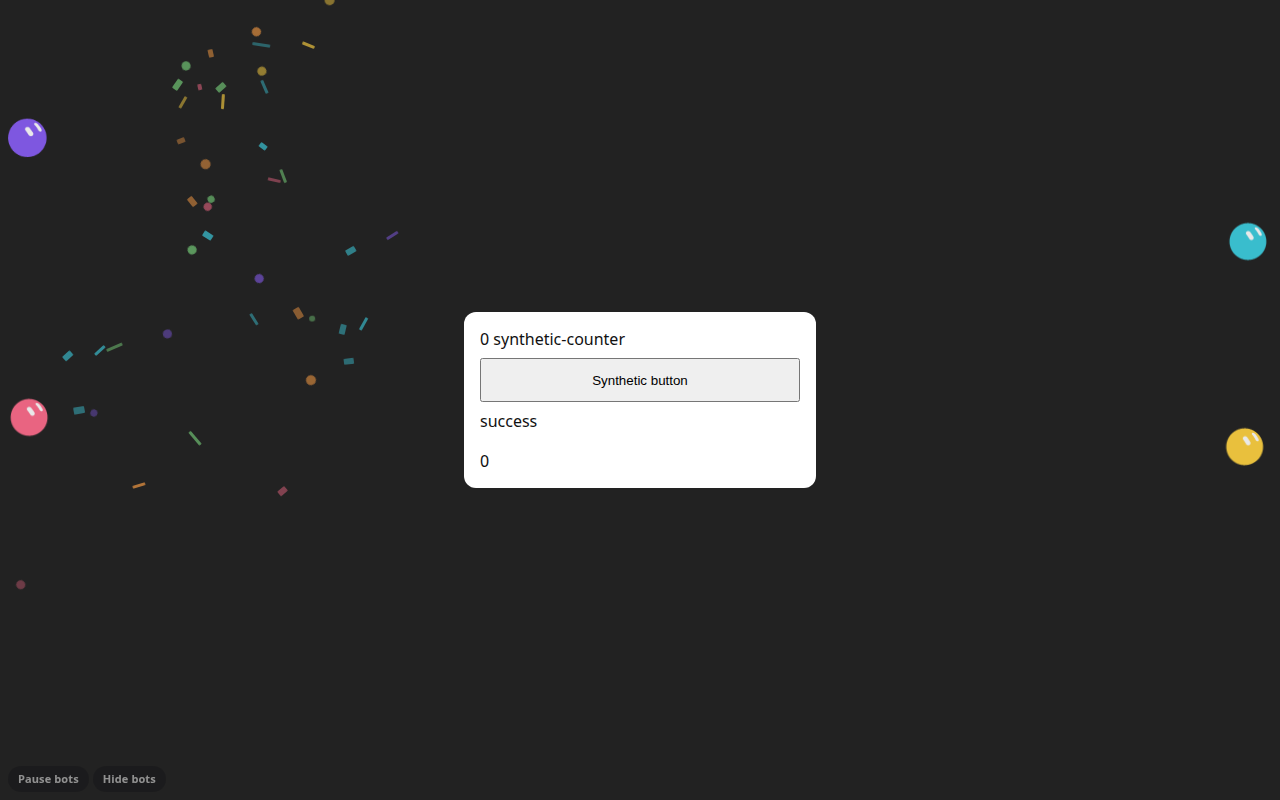 0 synthetic-counter
Synthetic button
success
0
Pause bots
Hide bots